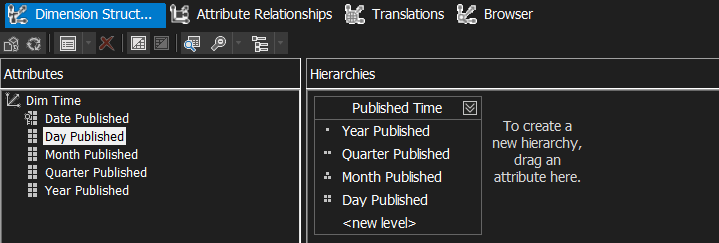 Dimension Struct... Attribute Relationships Translations Browser
Attributes
Dim Time
Date Published
Day Published
Month Published
Quarter Published
Year Published
Hierarchies
Published Time
Year Published
Quarter Published
Month Published
Day Published
<new level>
To create a
new hierarchy,
drag an
attribute here.